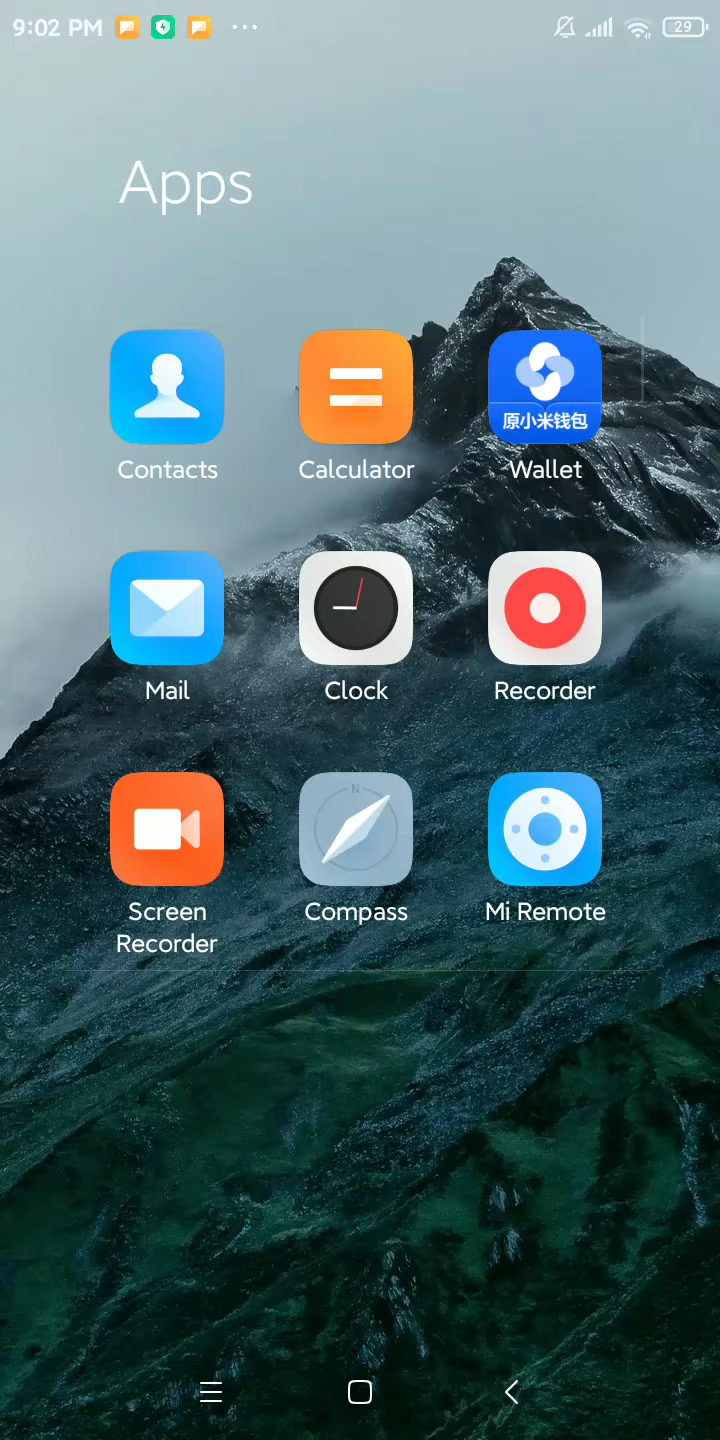 9:02 PM
29
Apps
原小米钱包
Contacts
Calculator
Wallet
Mail
Clock
Recorder
N
Screen
Recorder
Compass
Mi Remote